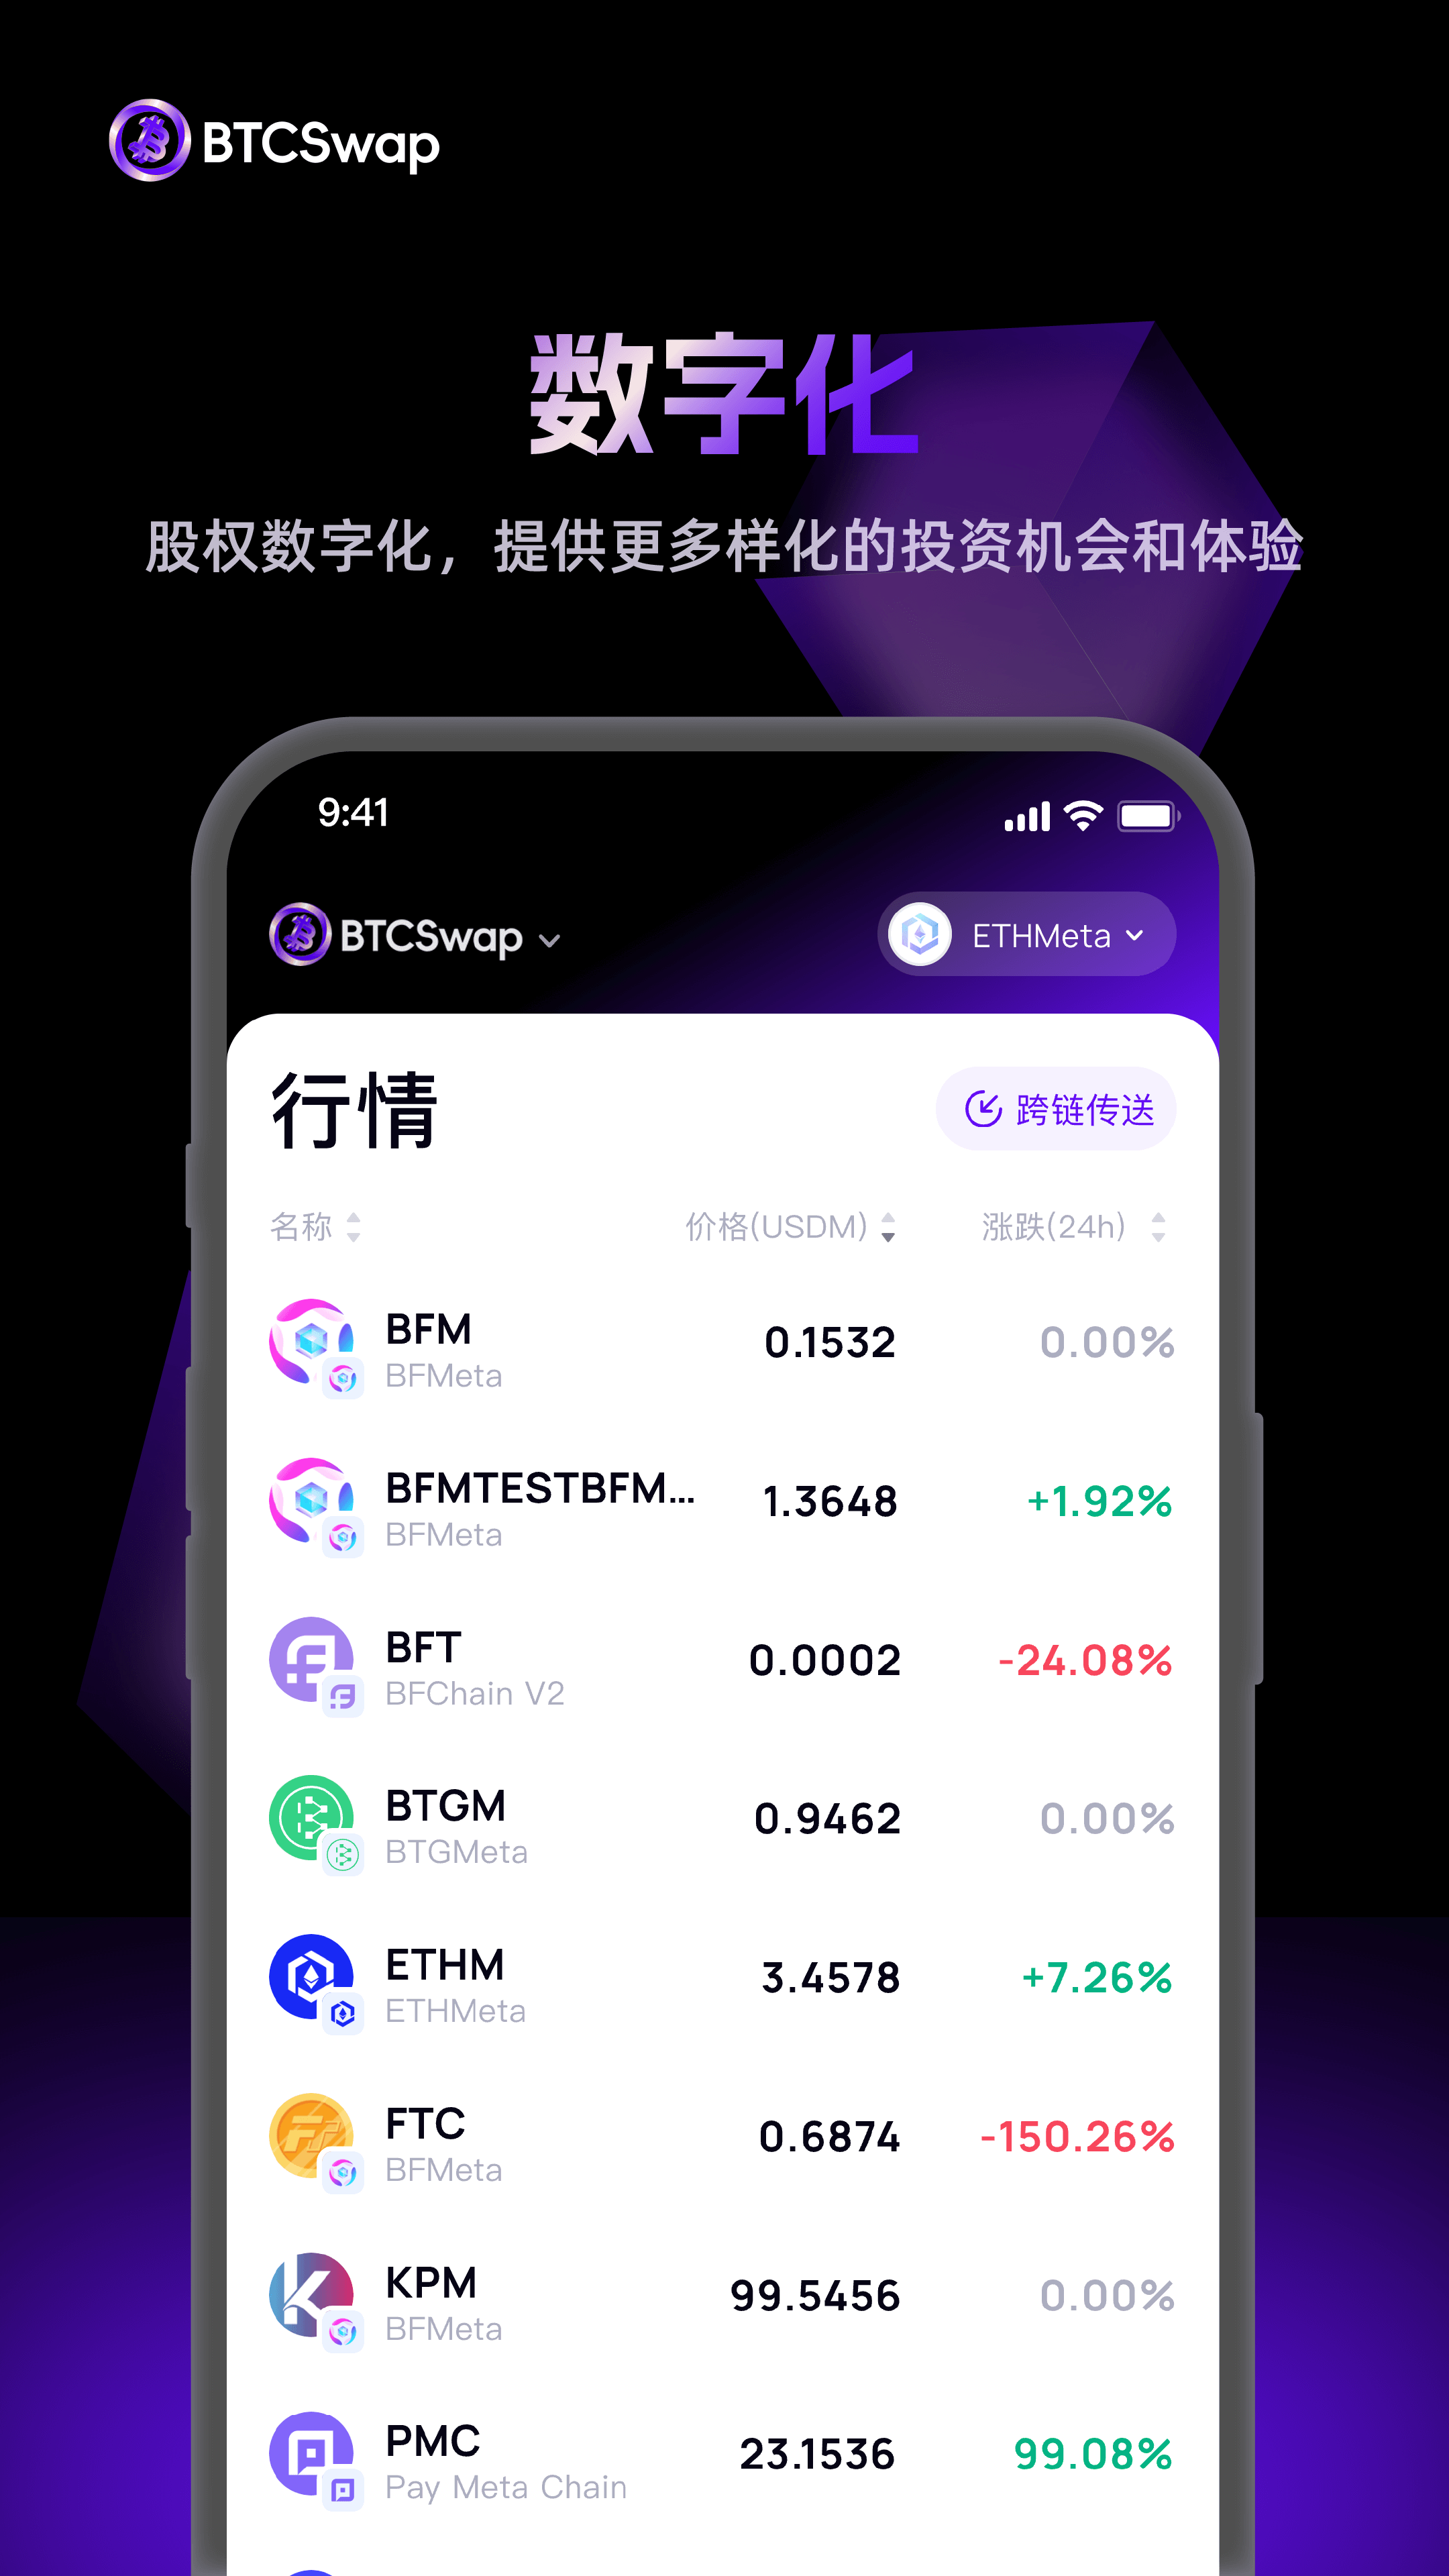 BTCSwap
数字化
股权数字化，提供更多样化的投资机会和体验
9:41
BTCSwap
ETHMeta
行情
跨链传送
名称 价格(USDM) 涨跌(24h)
BFM 0.1532 0.00%
BFMeta
BFMTESTBFM... 1.3648 +1.92%
BFMeta
BFT 0.0002 -24.08%
BFChain V2
BTGM 0.9462 0.00%
BTGMeta
ETHM 3.4578 +7.26%
ETHMeta
FTC 0.6874 -150.26%
BFMeta
KPM 99.5456 0.00%
BFMeta
PMC 23.1536 99.08%
Pay Meta Chain